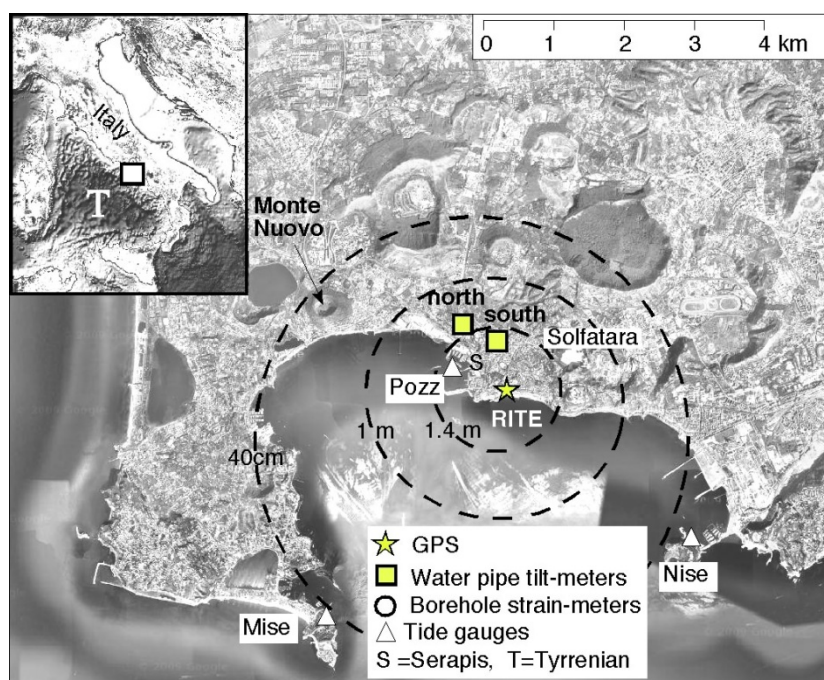 0 1 2 3 4 km
Italy
T
Monte
Nuovo
north
south
Solfatara
S
Pozz
RITE
1 m
1.4 m
40cm
GPS
Water pipe tilt-meters
Borehole strain-meters
Tide gauges
S =Serapis, T=Tyrrenian
Nise
Mise